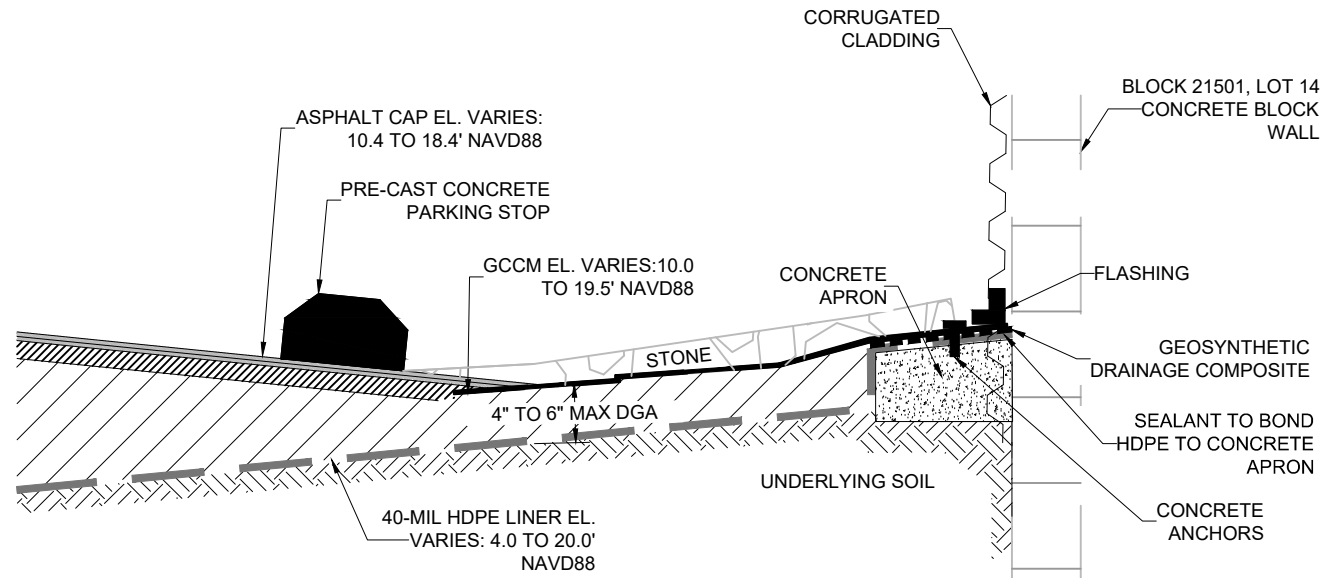 CORRUGATED
CLADDING
BLOCK 21501, LOT 14
CONCRETE BLOCK
WALL
ASPHALT CAP EL. VARIES:
10.4 TO 18.4' NAVD88
PRE-CAST CONCRETE
PARKING STOP
GCCM EL. VARIES:10.0
TO 19.5' NAVD88
CONCRETE
APRON
FLASHING
STONE
GEOSYNTHETIC
DRAINAGE COMPOSITE
4" TO 6" MAX DGA
SEALANT TO BOND
HDPE TO CONCRETE
APRON
UNDERLYING SOIL
CONCRETE
ANCHORS
40-MIL HDPE LINER EL.
VARIES: 4.0 TO 20.0'
NAVD88